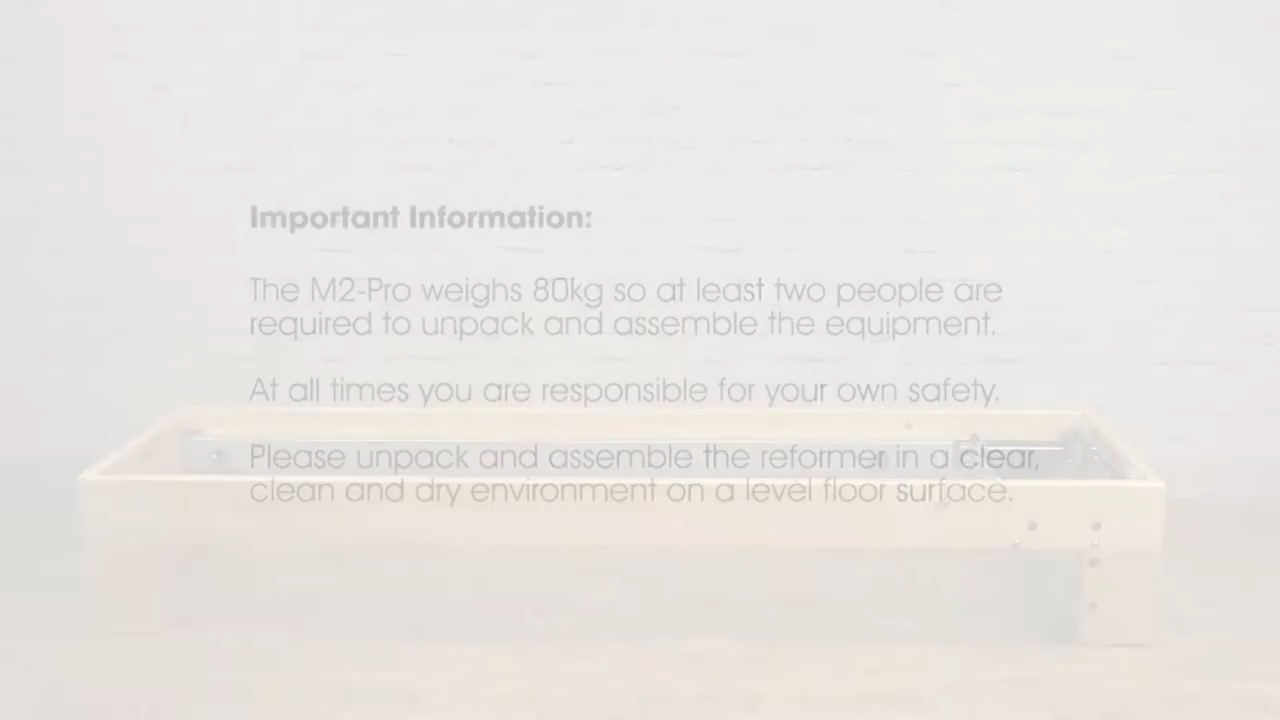 Important Information:
The M2-Pro weighs 80kg so at least two people are
required to unpack and assemble the equipment.
At all times you are responsible for your own safety.
Please unpack and assemble the reformer in a clear,
clean and dry environment on a level floor surface.